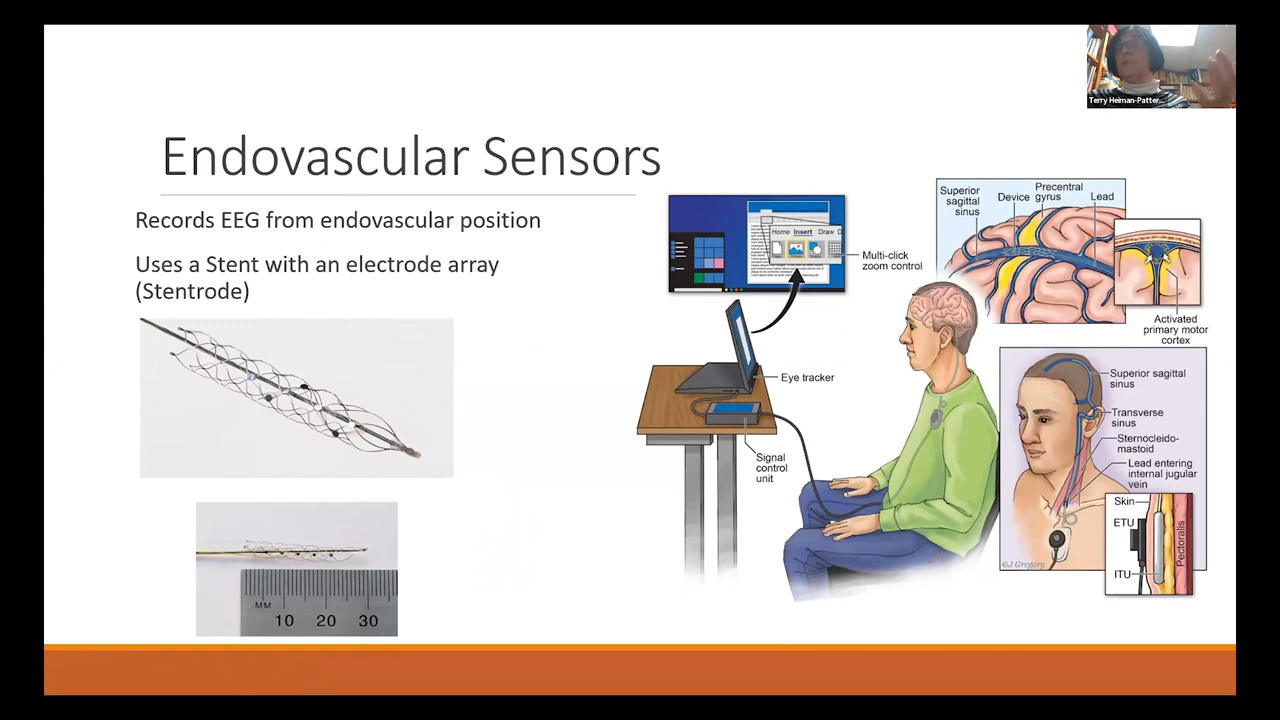 Terry Heiman-Patter...
Endovascular Sensors
Records EEG from endovascular position
Uses a Stent with an electrode array
(Stentrode)
MM
10 20 30
Home Insert Draw D
Multi-click
zoom control
Eye tracker
Signal
control
unit
Superior
sagittal
sinus
Device
Precentral
gyrus
Lead
Activated
primary motor
cortex
Superior sagittal
sinus
Transverse
sinus
Sternocleido-
mastoid
Lead entering
internal jugular
vein
Skin
ETU
ITU
Pectoralis
©J Gregory